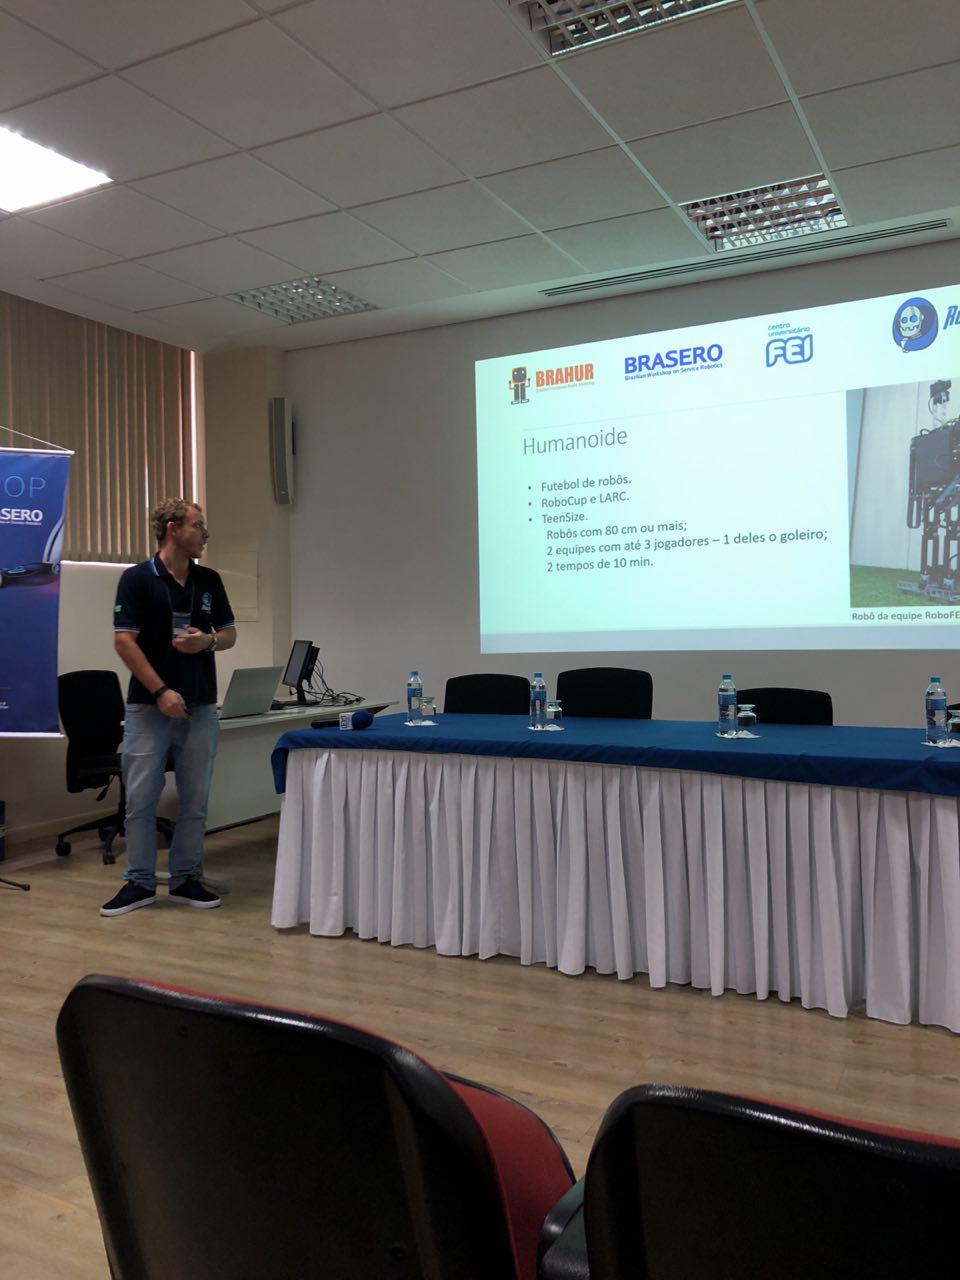 OP
SERO
BRAHUR
BRASERO
Brazilian Workshop on Service Robotics
centro
universitário
FEI
Humanoide
• Futebol de robôs.
• RoboCup e LARC.
• TeenSize.
Robôs com 80 cm ou mais;
2 equipes com até 3 jogadores – 1 deles o goleiro;
2 tempos de 10 min.
Robô da equipe RoboFE